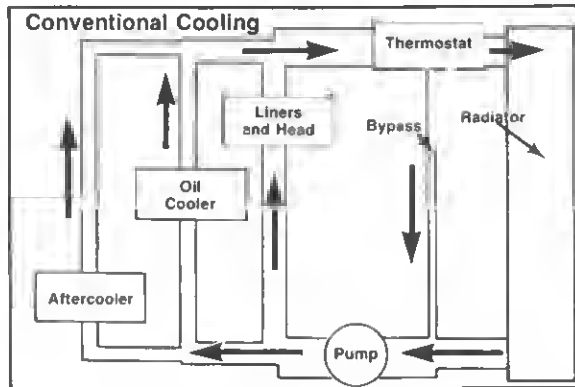 Conventional Cooling
Thermostat
Liners
and Head
Bypass
Radiator
Oil
Cooler
Aftercooler
Pump